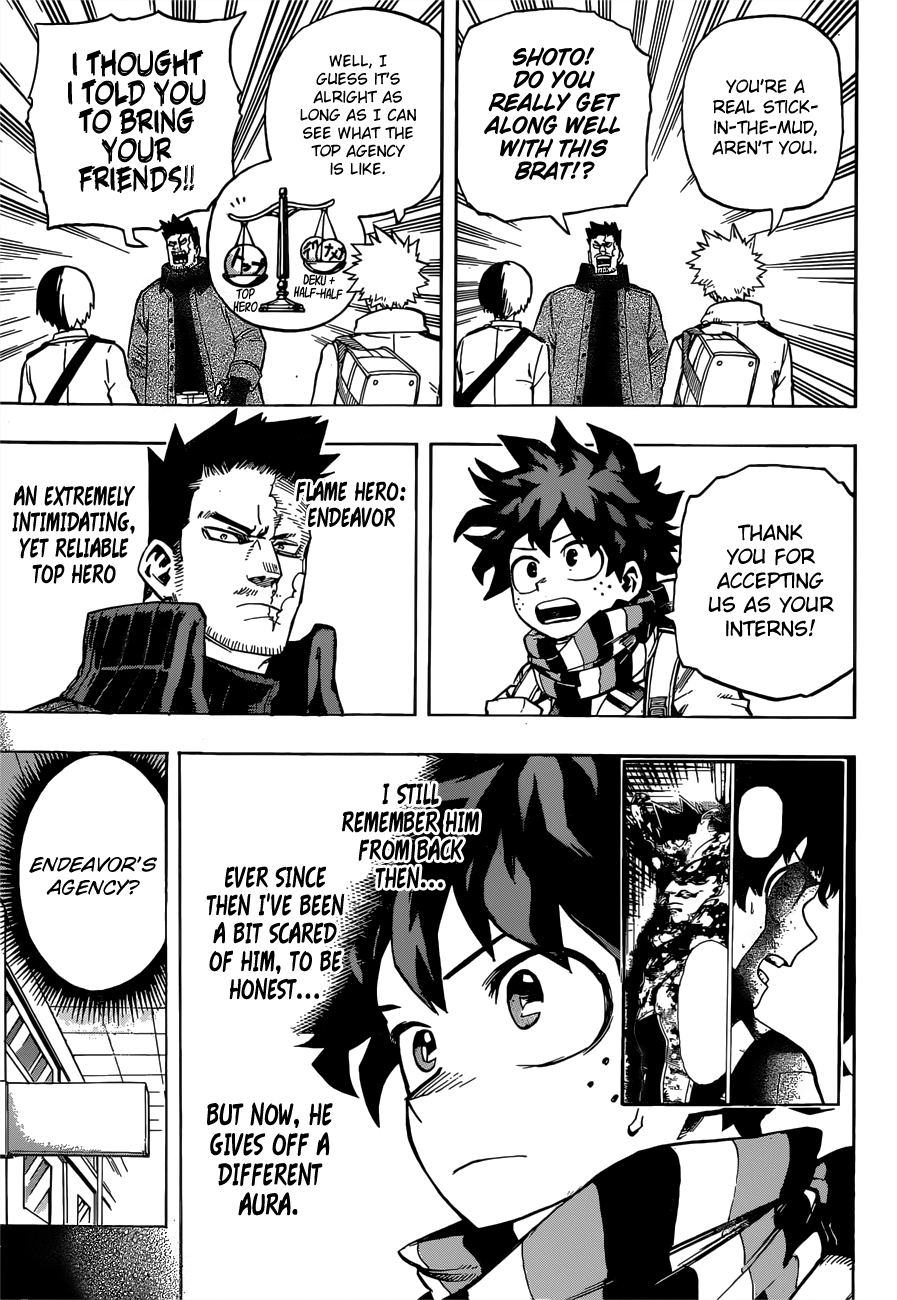 YOU'RE A
REAL STICK-
IN-THE-MUD,
AREN'T YOU.
SHOTO!
DO YOU
REALLY GET
ALONG WELL
WITH THIS
BRAT!?
WELL, I
GUESS IT'S
ALRIGHT AS
LONG AS I CAN
SEE WHAT THE
TOP AGENCY
IS LIKE.
TOP
HERO
DEKU +
HALF-HALF
I THOUGHT
I TOLD YOU
TO BRING
YOUR
FRIENDS!!
THANK
YOU FOR
ACCEPTING
US AS YOUR
INTERNS!
FLAME HERO:
ENDEAVOR
AN EXTREMELY
INTIMIDATING,
YET RELIABLE
TOP HERO
I STILL
REMEMBER HIM
FROM BACK
THEN...
EVER SINCE
THEN I'VE BEEN
A BIT SCARED
OF HIM, TO BE
HONEST...
BUT NOW, HE
GIVES OFF A
DIFFERENT
AURA.
ENDEAVOR'S
AGENCY?